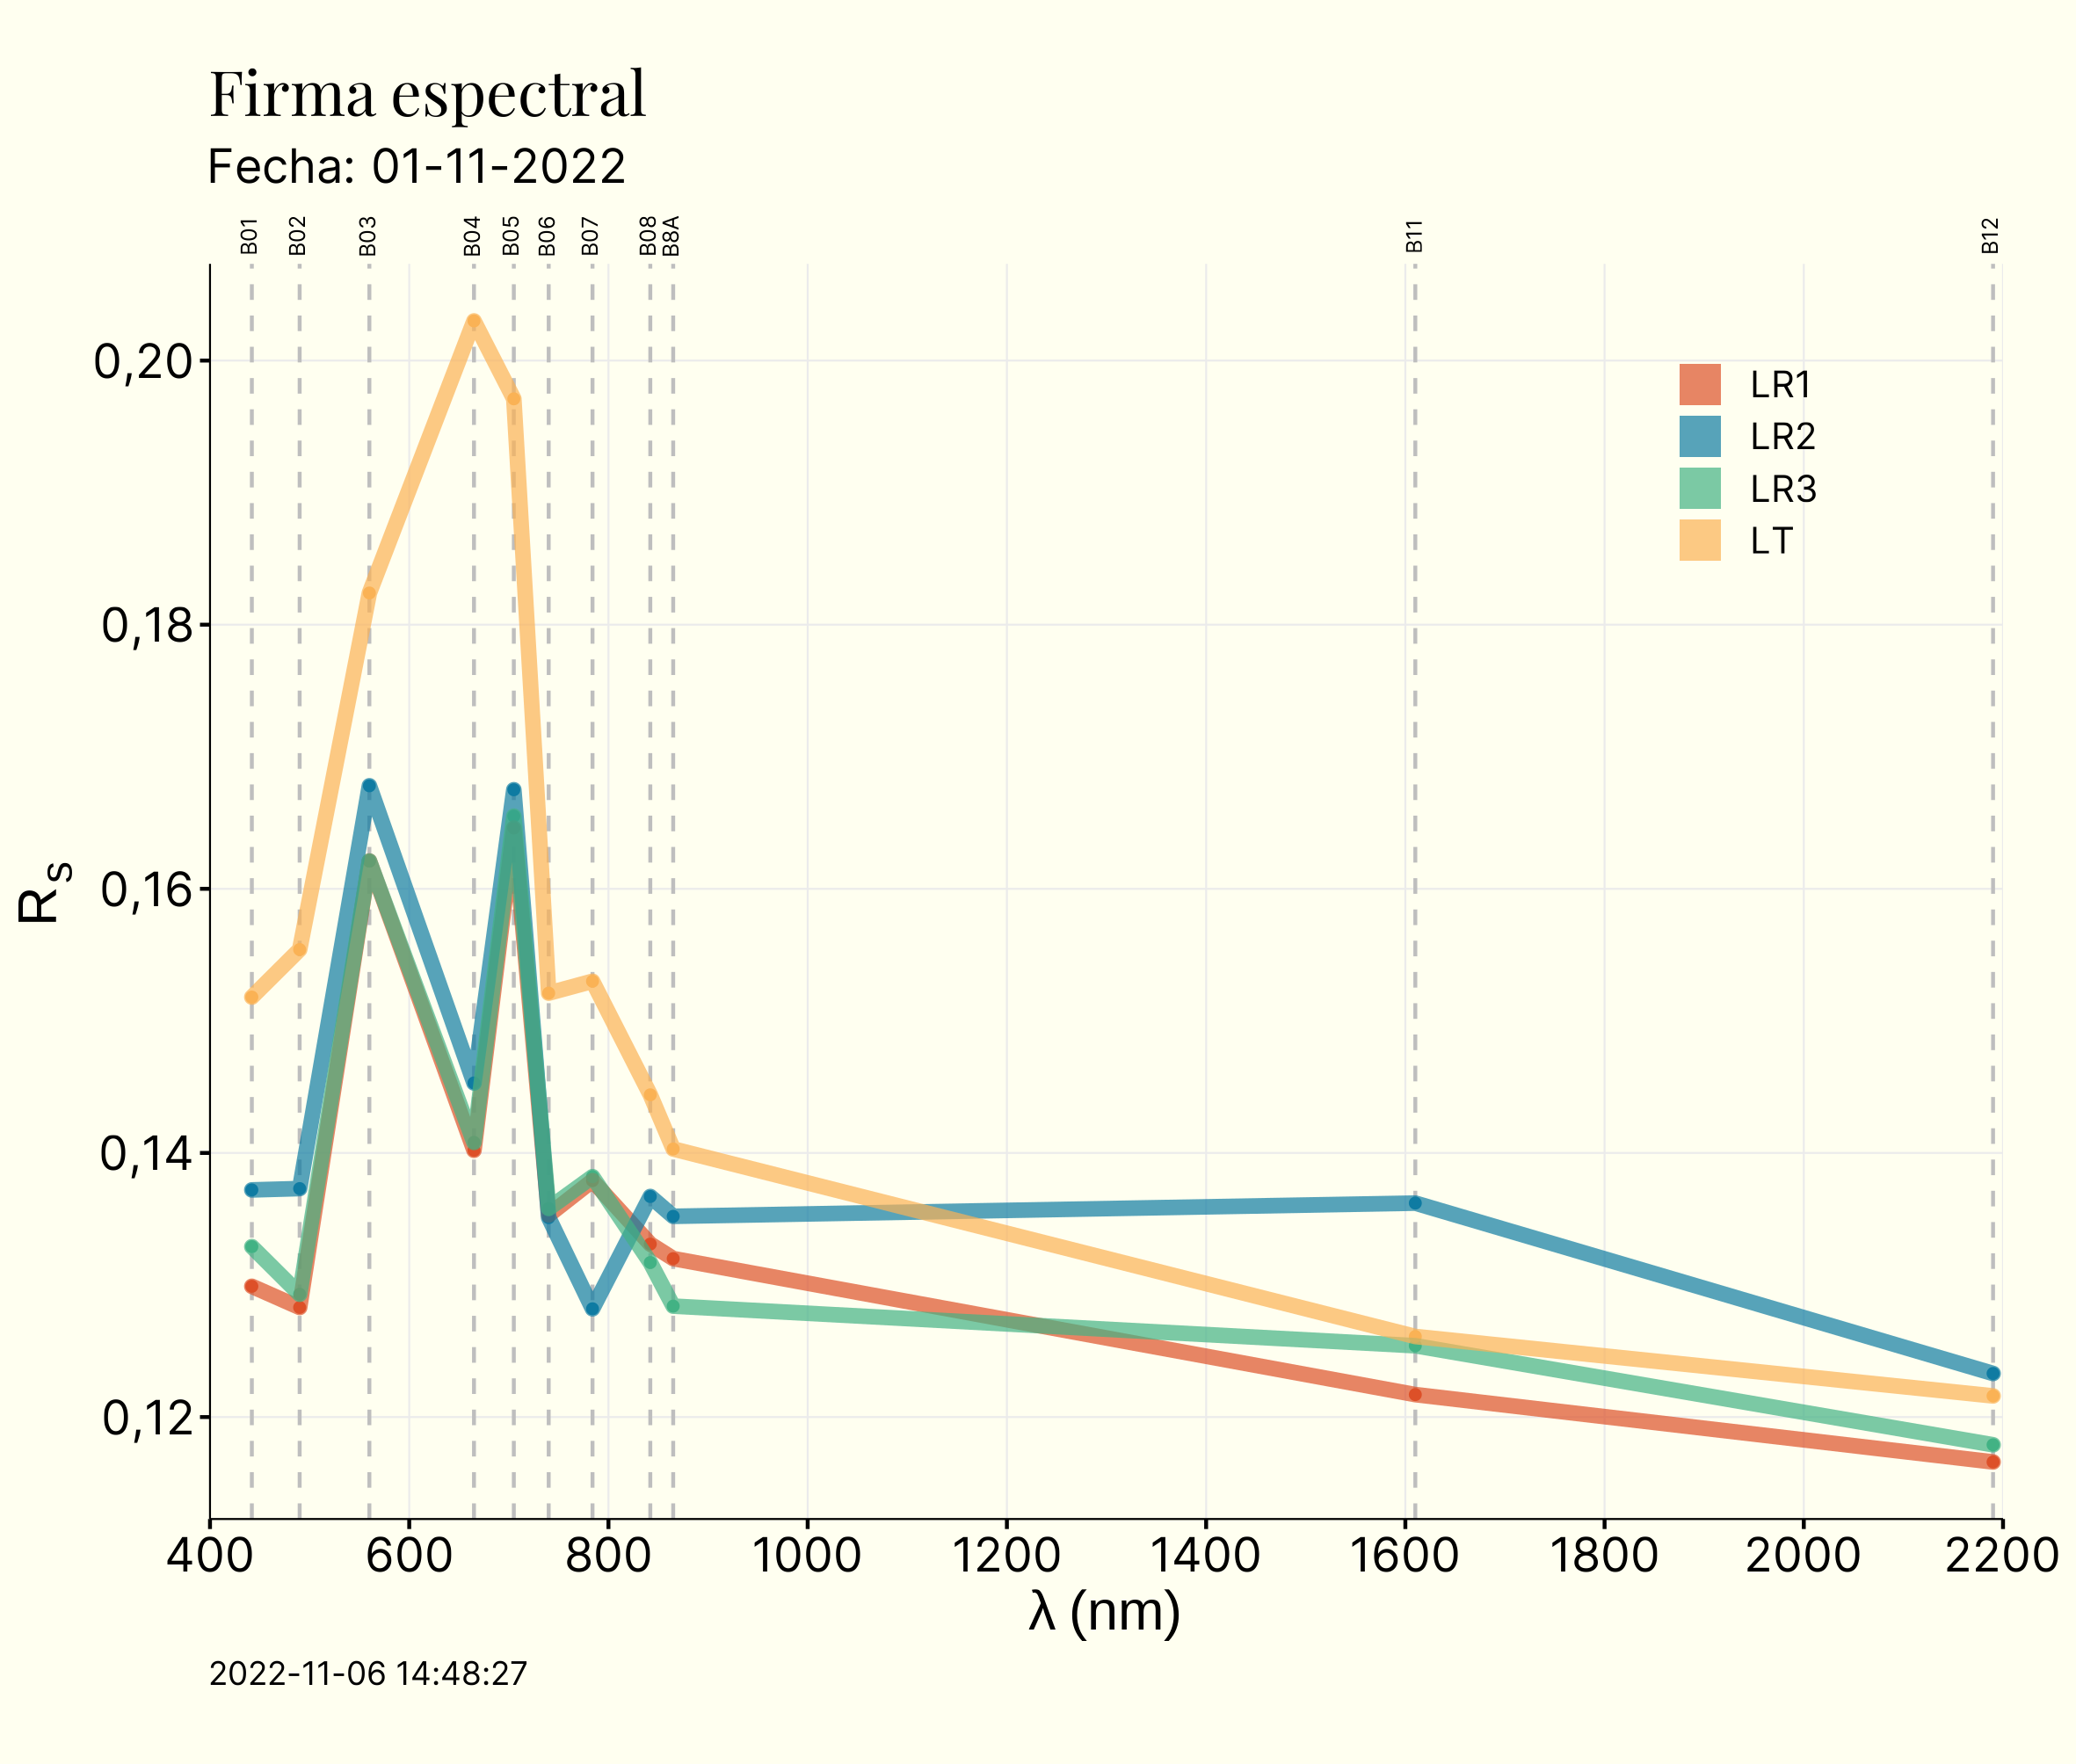 Firma espectral
Fecha: 01-11-2022
B01 B02 B03 B04 B05 B06 B07 B08 B8A B11 B12
0,20
0,18
0,16
0,14
0,12
Rs
LR1
LR2
LR3
LT
400 600 800 1000 1200 1400 1600 1800 2000 2200
λ (nm)
2022-11-06 14:48:27